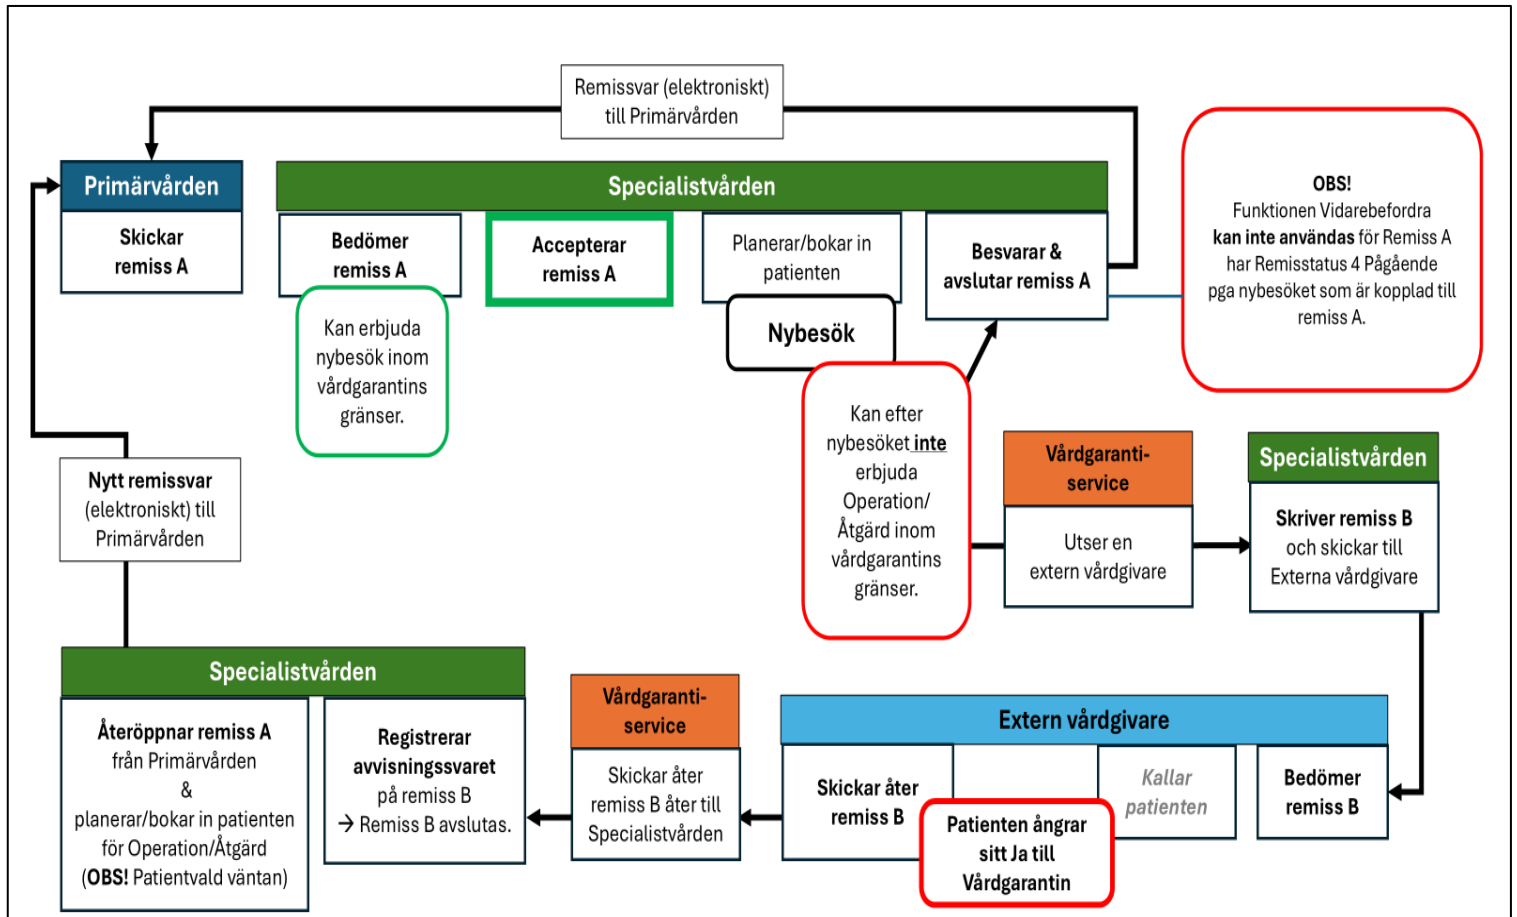 Remissvar (elektroniskt)
till Primärvården
Primärvården
Skickar
remiss A
Specialistvården
Bedömer
remiss A
Kan erbjuda
nybesök inom
vårdgarantins
gränser.
Accepterar
remiss A
Planerar/bokar in
patienten
Nybesök
Besvarar &
avslutar remiss A
OBS!
Funktionen Vidarebefordra
kan inte användas för Remiss A
har Remisstatus 4 Pågående
pga nybesöket som är kopplad till
remiss A.
Kan efter
nybesöket inte
erbjuda
Operation/
Åtgärd inom
vårdgarantins
gränser.
Vårdgaranti-
service
Utser en
extern vårdgivare
Specialistvården
Skriver remiss B
och skickar till
Externa vårdgivare
Extern vårdgivare
Bedömer
remiss B
Kallar
patienten
Patienten ångrar
sitt Ja till
Vårdgarantin
Skickar åter
remiss B
Vårdgaranti-
service
Skickar åter
remiss B åter till
Specialistvården
Specialistvården
Registrerar
avvisningssvaret
på remiss B
→ Remiss B avslutas.
Återöppnar remiss A
från Primärvården
&
planerar/bokar in patienten
för Operation/Åtgärd
(OBS! Patientvald väntan)
Nytt remissvar
(elektroniskt) till
Primärvården